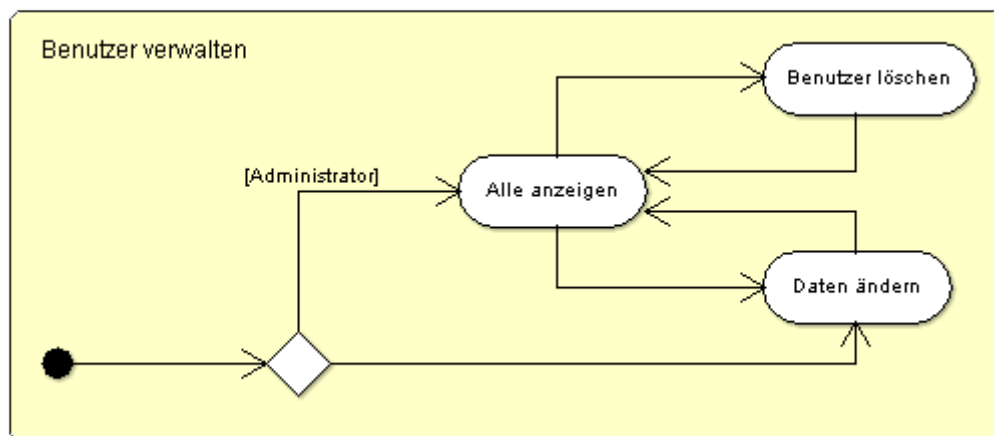 Benutzer verwalten
Benutzer löschen
[Administrator]
Alle anzeigen
Daten ändern